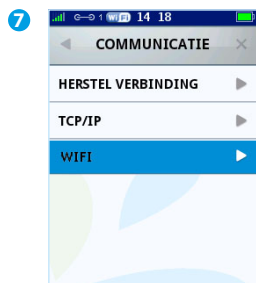 7
1 WiFi 14 18
COMMUNICATIE
HERSTEL VERBINDING
TCP/IP
WIFI